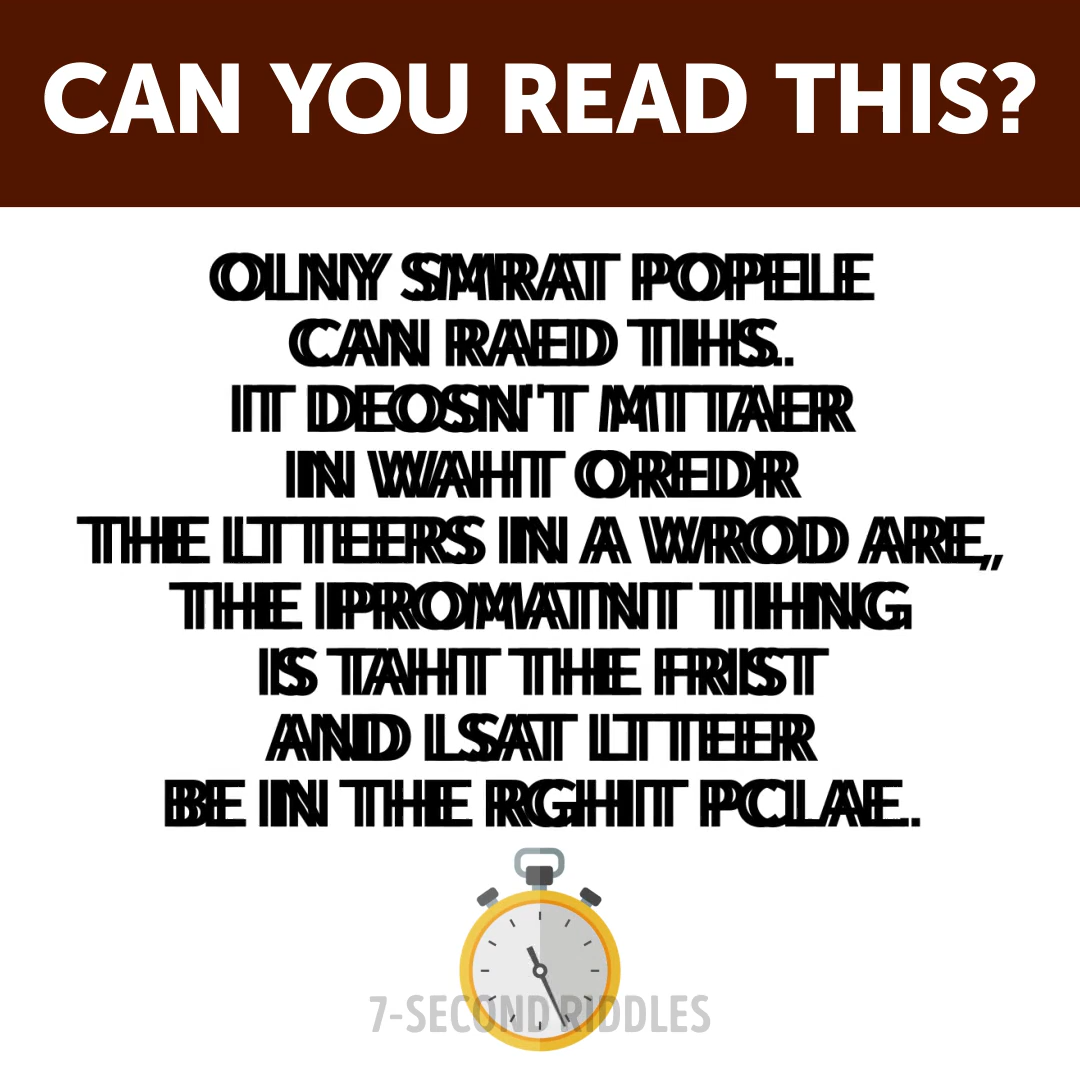 CAN YOU READ THIS?
OLNY SMRAT POPELE
CAN RAED TIHS.
IT DEOSN'T MTTAER
IN WAHT OREDR
THE LTTEERS IN A WROD ARE,
THE IPROMATNT TIHNG
IS TAHT THE FRIST
AND LSAT LTTEER
BE IN THE RGHIT PCLAE.
7-SECOND RIDDLES